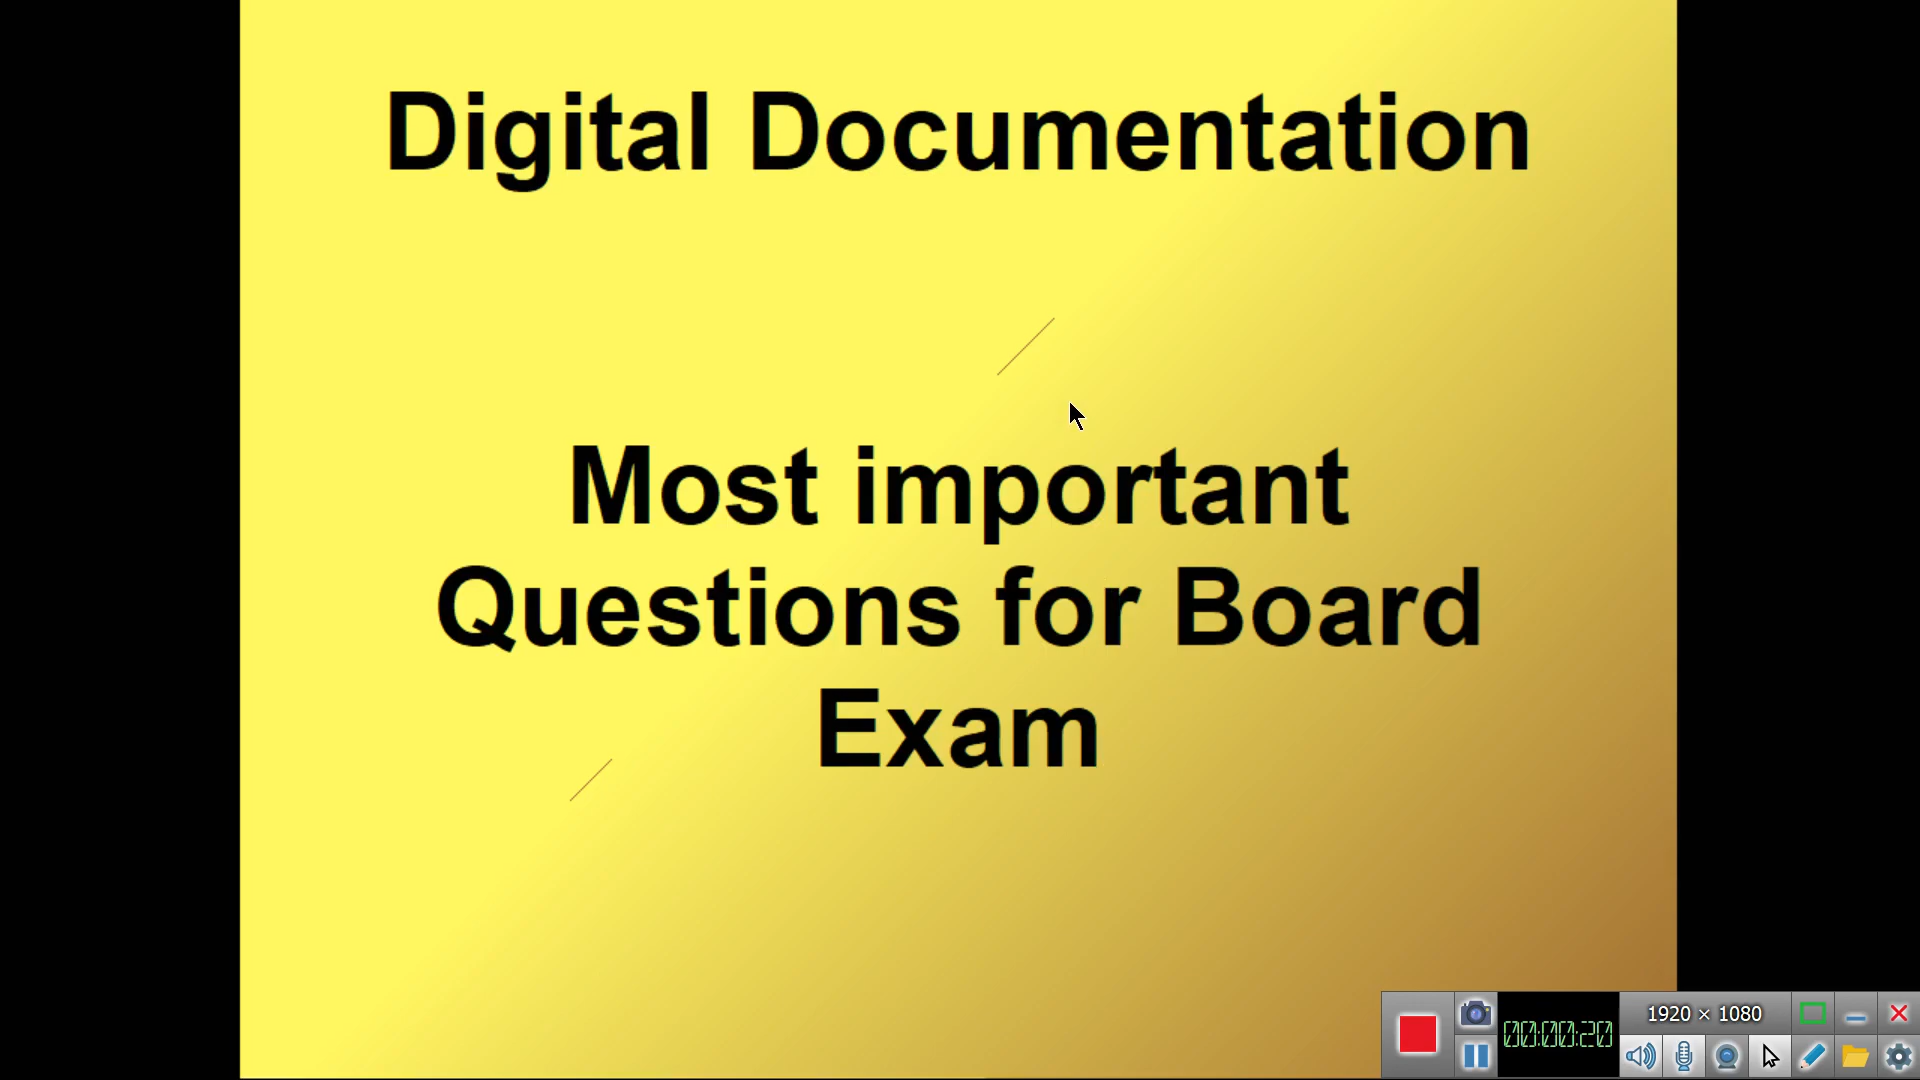 Digital Documentation
Most important
Questions for Board
Exam
1920 × 1080
00:00:20